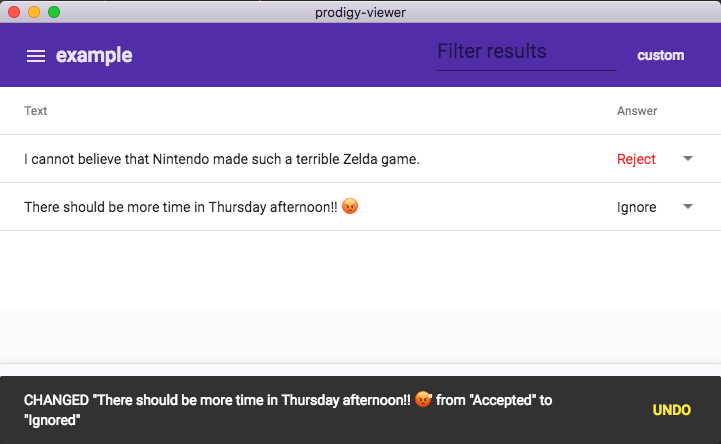 prodigy-viewer
example
Filter results
custom
Text Answer
I cannot believe that Nintendo made such a terrible Zelda game. Reject
There should be more time in Thursday afternoon!! 😡 Ignore
CHANGED "There should be more time in Thursday afternoon!! 😡" from "Accepted" to
"Ignored"
UNDO